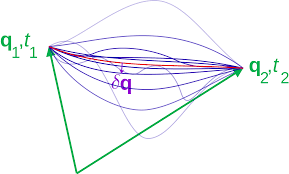 q₁,t₁
q₂,t₂
δq